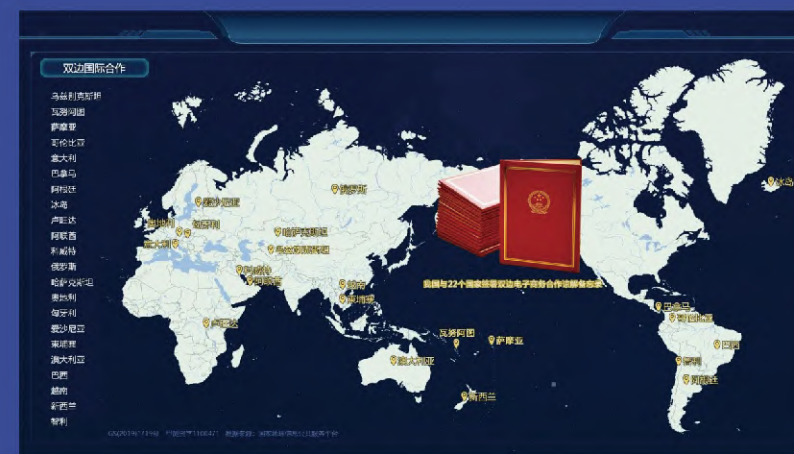 双边国际合作
乌兹别克斯坦
瓦努阿图
萨摩亚
哥伦比亚
意大利
巴拿马
阿根廷
冰岛
卢旺达
阿联酋
科威特
俄罗斯
哈萨克斯坦
奥地利
匈牙利
爱沙尼亚
柬埔寨
澳大利亚
巴西
越南
新西兰
智利
俄罗斯
冰岛
爱沙尼亚
奥地利
匈牙利
意大利
哈萨克斯坦
乌兹别克斯坦
科威特
阿联酋
越南
柬埔寨
卢旺达
我国与22个国家签署双边电子商务合作谅解备忘录
巴拿马
哥伦比亚
瓦努阿图
萨摩亚
巴西
澳大利亚
智利
阿根廷
新西兰